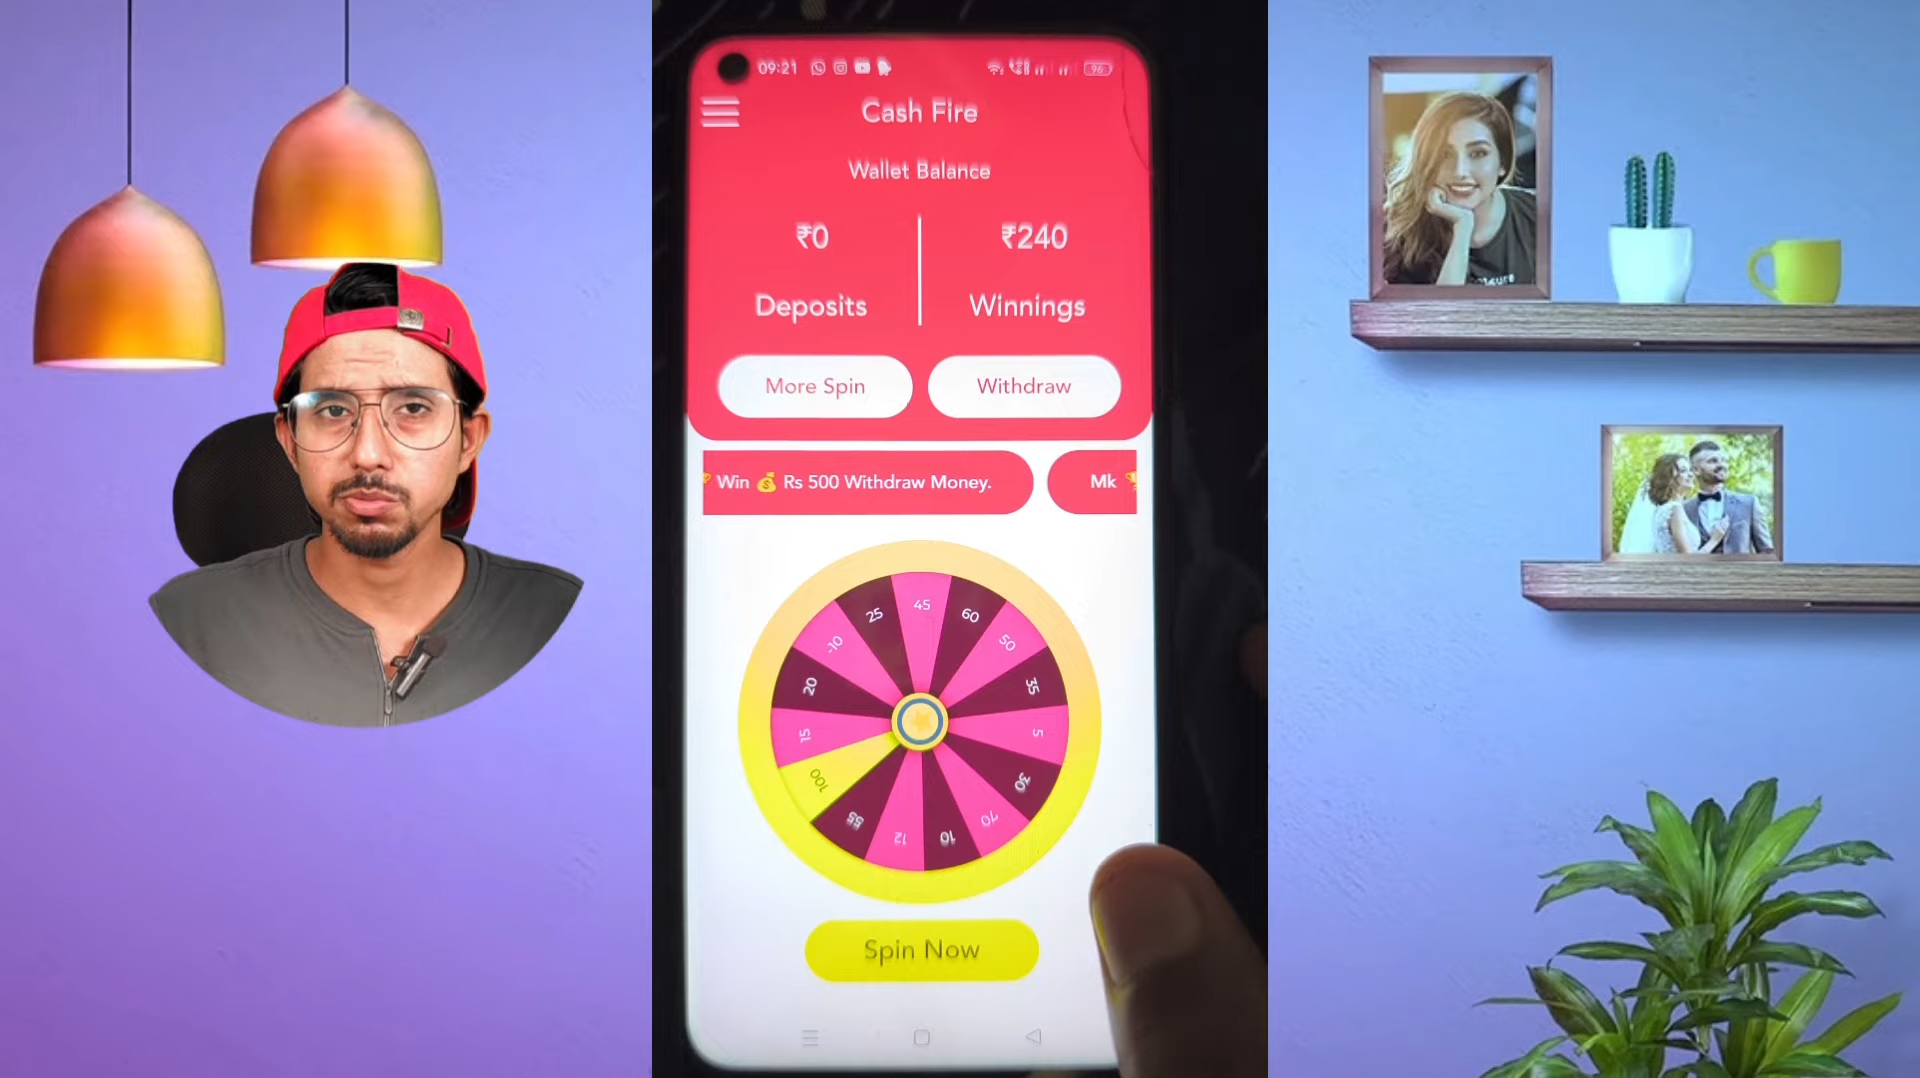 09:21
96
Cash Fire
Wallet Balance
₹0
₹240
Deposits
Winnings
More Spin
Withdraw
Win 💰 Rs 500 Withdraw Money.
Mk
45
60
50
35
5
30
70
10
12
55
100
15
20
-10
25
Spin Now